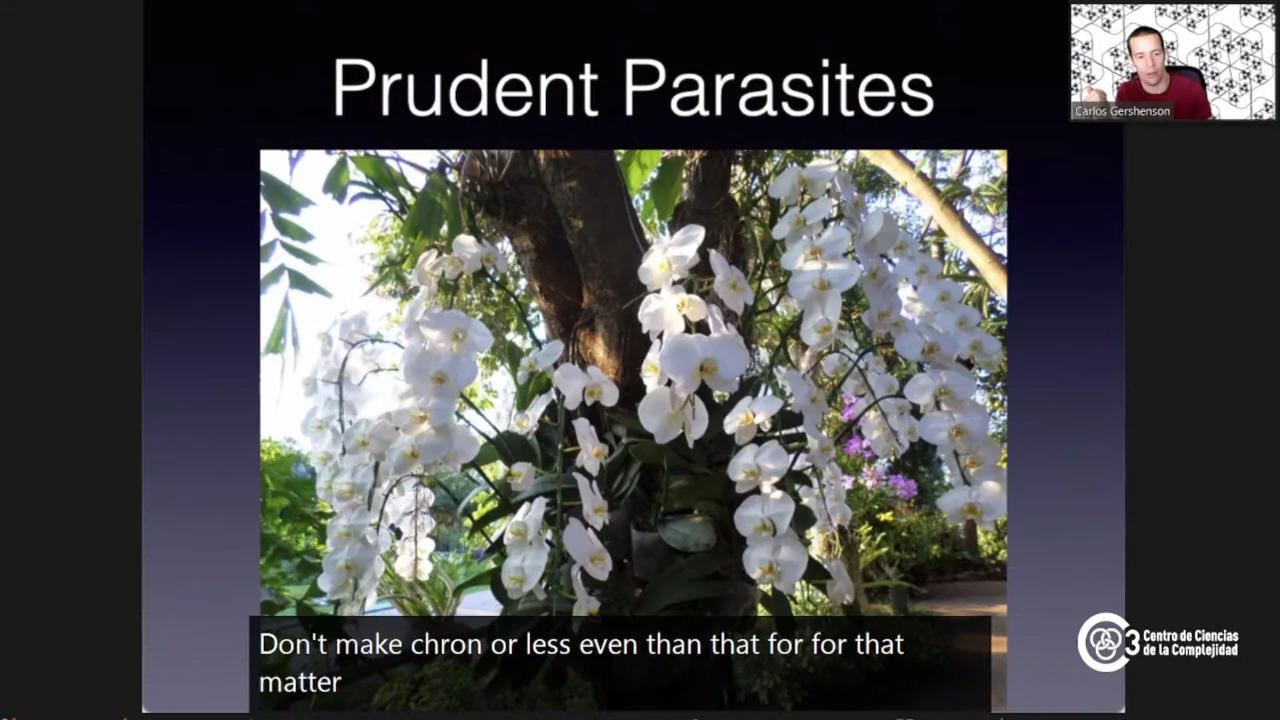 Prudent Parasites
Carlos Gershenson
Don't make chron or less even than that for for that
matter
3 Centro de Ciencias
de la Complejidad